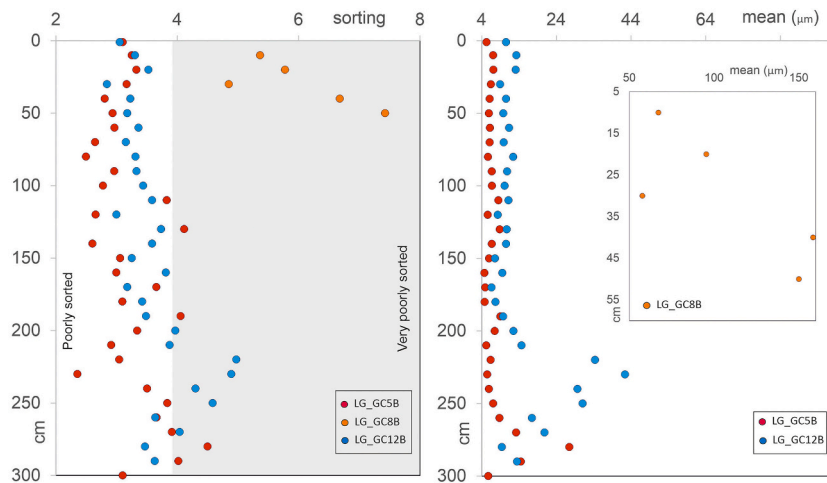 2 4 sorting 8
0
50
100
150
200
250
cm
300
Poorly sorted
Very poorly sorted
LG_GC5B
LG_GC8B
LG_GC12B
4 24 44 64 mean (µm)
0
50
100
150
200
250
cm
300
mean (µm)
50 100 150
5
15
25
35
45
55
cm
LG_GC8B
LG_GC5B
LG_GC12B